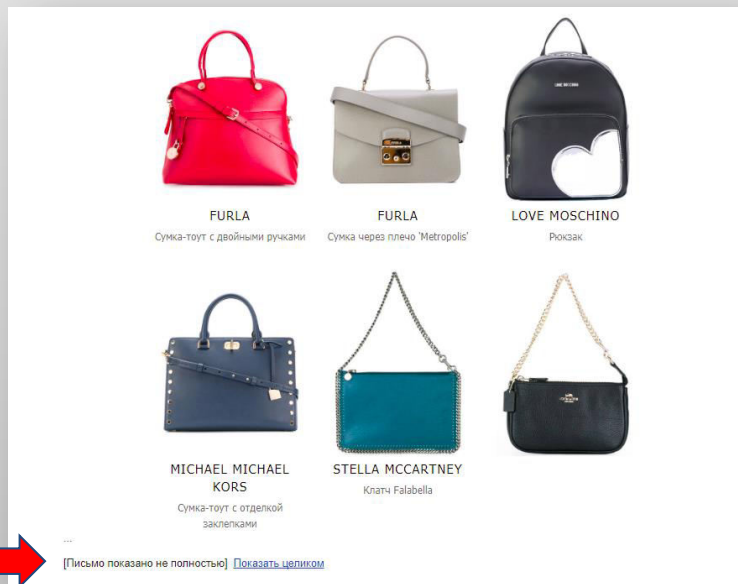 FURLA
FURLA
LOVE MOSCHINO
Сумка-тоут с двойными ручками
Сумка через плечо 'Metropolis'
Рюкзак
MICHAEL MICHAEL
KORS
STELLA MCCARTNEY
Сумка-тоут с отделкой
заклепками
Клатч Falabella
...
[Письмо показано не полностью] Показать целиком